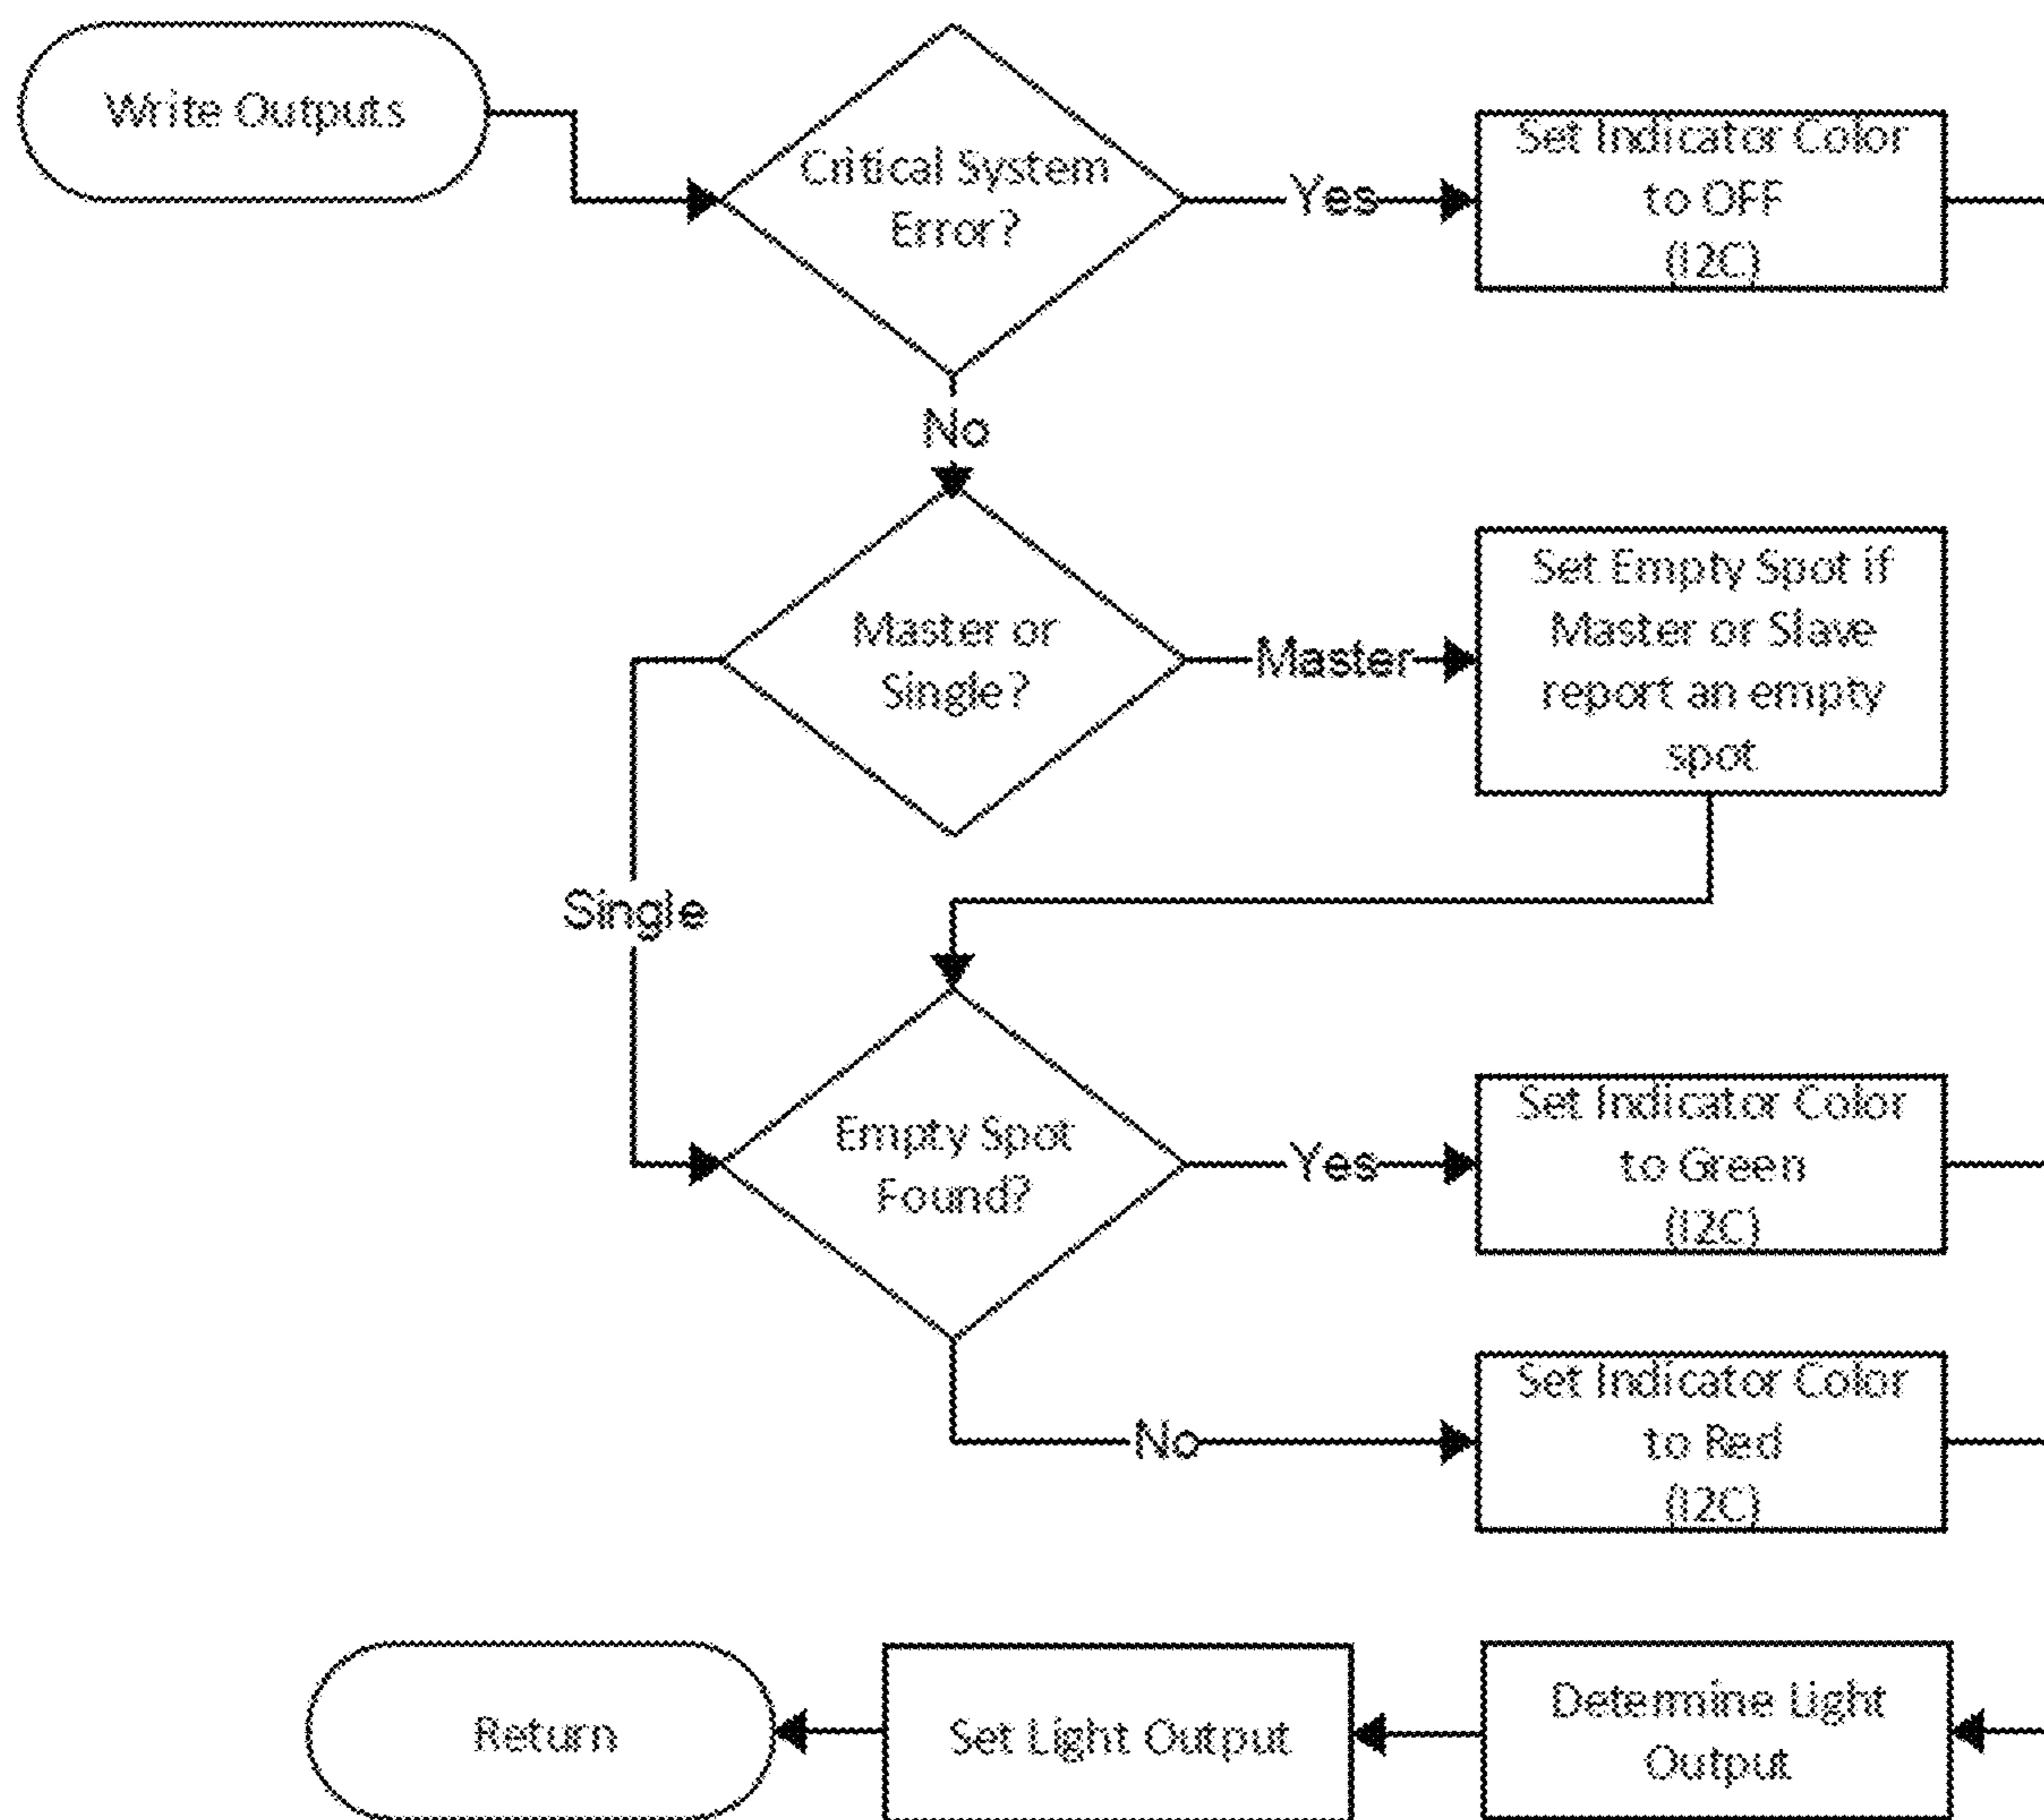 Write Outputs
Critical System
Error?
Yes
Set Indicator Color
to OFF
(I2C)
No
Master or
Single?
Master
Set Empty Spot if
Master or Slave
report an empty
spot
Single
Empty Spot
Found?
Yes
Set Indicator Color
to Green
(I2C)
No
Set Indicator Color
to Red
(I2C)
Return
Set Light Output
Determine Light
Output